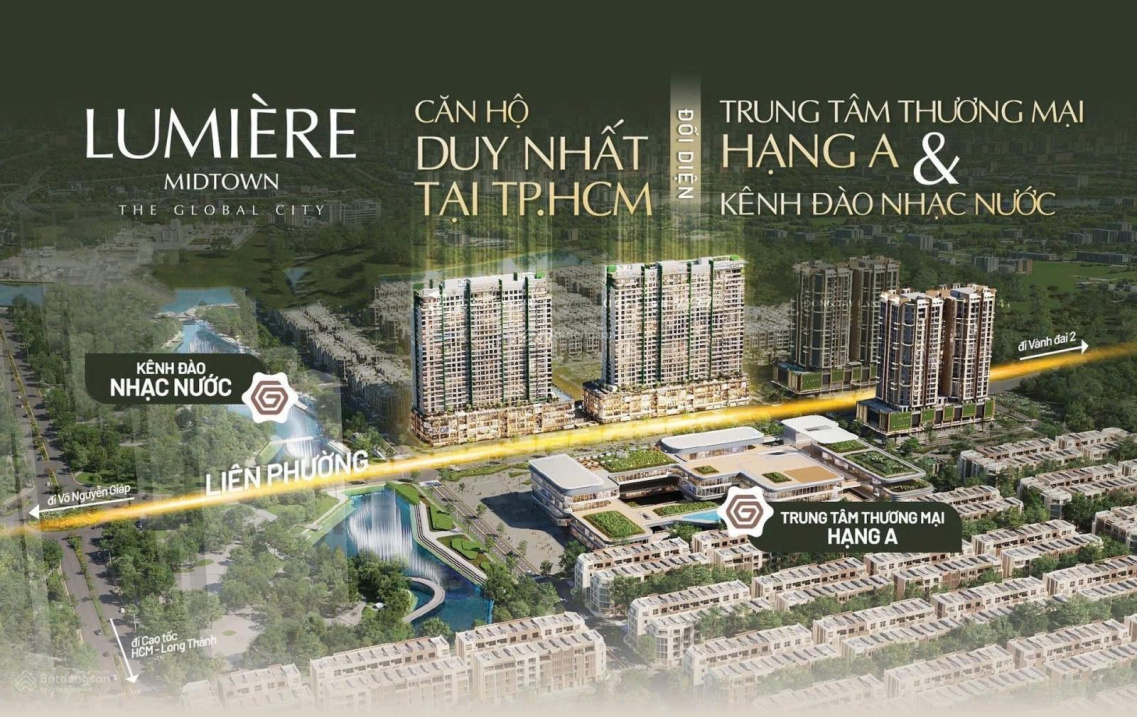 LUMIÈRE
MIDTOWN
THE GLOBAL CITY
CĂN HỘ
DUY NHẤT
TẠI TP.HCM
ĐỐI DIỆN
TRUNG TÂM THƯƠNG MẠI
HẠNG A &
KÊNH ĐÀO NHẠC NƯỚC
KÊNH ĐÀO
NHẠC NƯỚC
đi Vành đai 2
LIÊN PHƯỜNG
đi Võ Nguyên Giáp
TRUNG TÂM THƯƠNG MẠI
HẠNG A
đi Cao tốc
HCM - Long Thành
Batdongsan